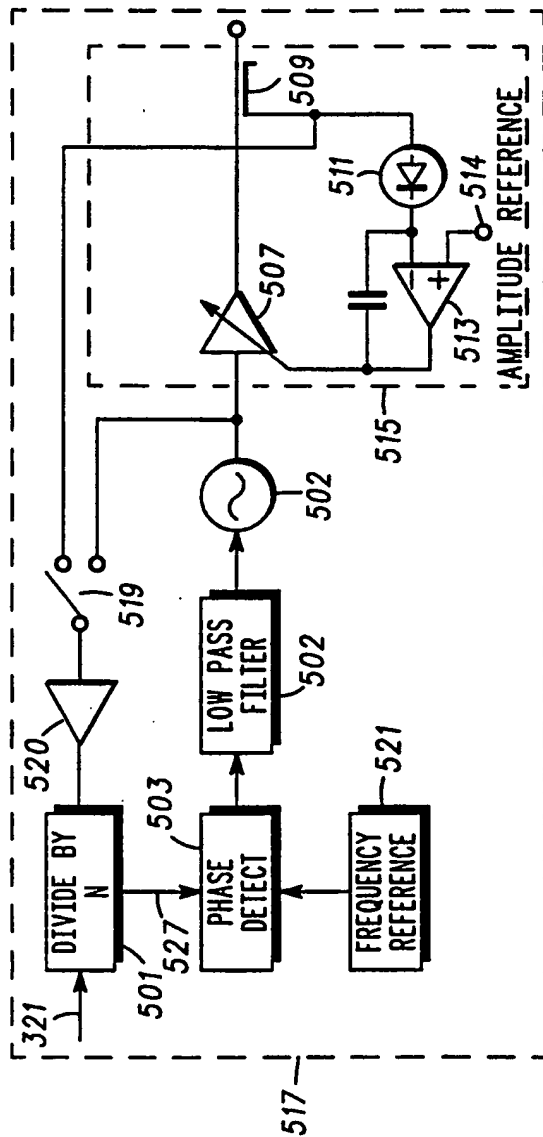 321
DIVIDE BY
N
501
520
519
527
503
PHASE
DETECT
LOW PASS
FILTER
502
502
507
509
511
514
+
−
513
515
AMPLITUDE REFERENCE
FREQUENCY
REFERENCE
521
517